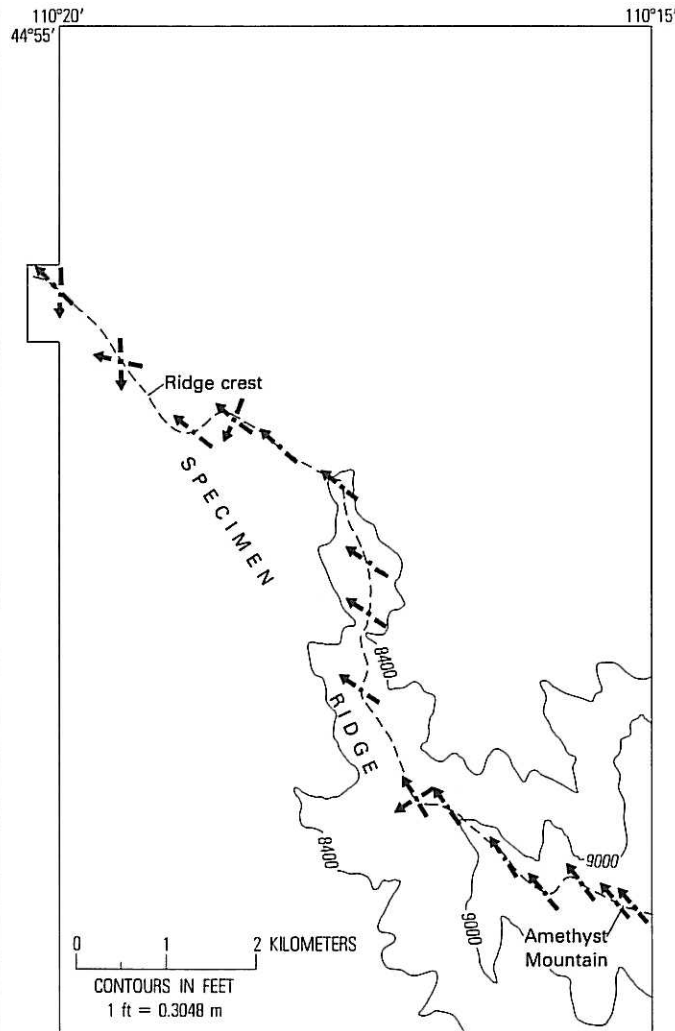 110°20′
110°15′
44°55′
Ridge crest
SPECIMEN
8400
RIDGE
8400
9000
9000
Amethyst
Mountain
0 1 2 KILOMETERS
CONTOURS IN FEET
1 ft = 0.3048 m